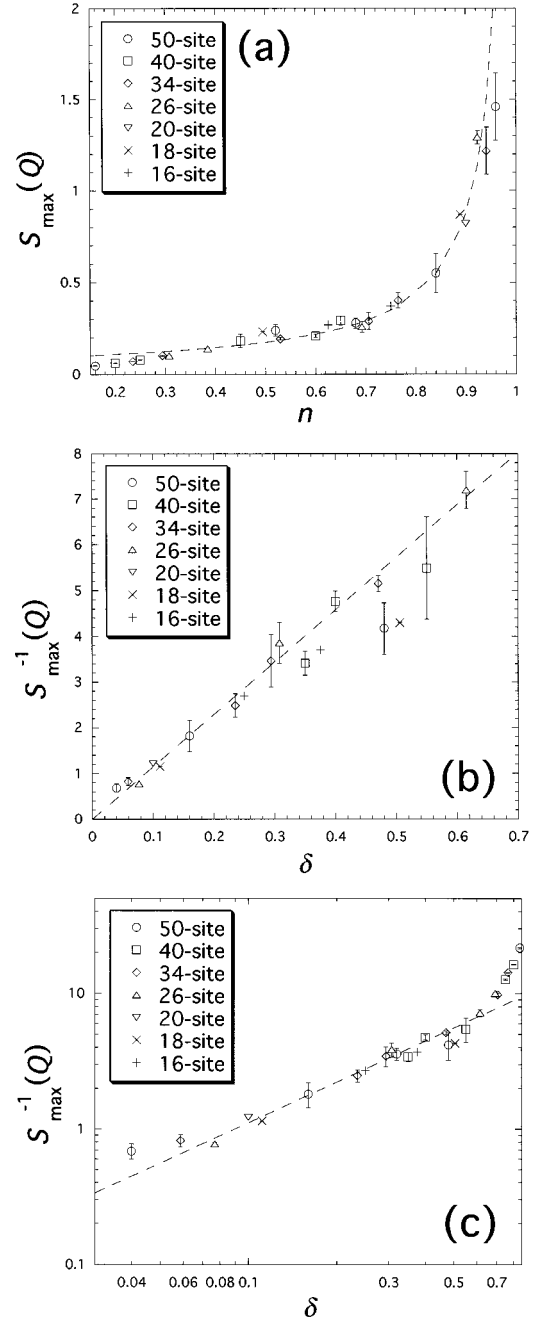 2
1.5
1
0.5
0
S_max(Q)
(a)
50-site
40-site
34-site
26-site
20-site
18-site
16-site
0.2 0.3 0.4 0.5 0.6 0.7 0.8 0.9 1
n
8
7
6
5
4
3
2
1
0
S_max^-1(Q)
50-site
40-site
34-site
26-site
20-site
18-site
16-site
(b)
0 0.1 0.2 0.3 0.4 0.5 0.6 0.7
δ
10
1
0.1
S_max^-1(Q)
50-site
40-site
34-site
26-site
20-site
18-site
16-site
(c)
0.04 0.06 0.08 0.1 0.3 0.5 0.7
δ